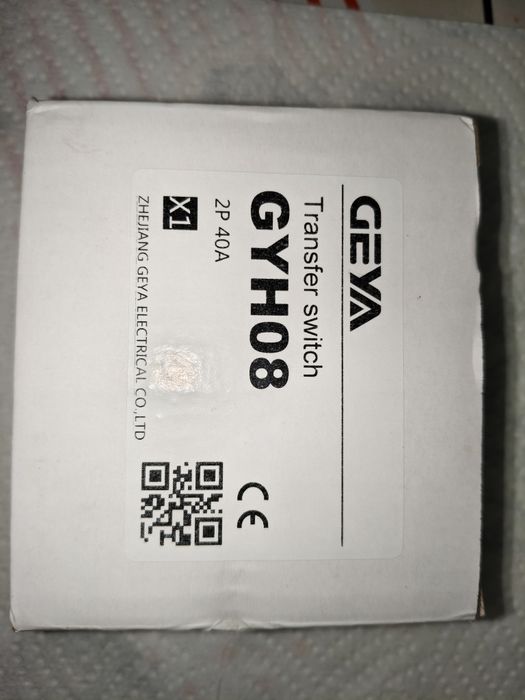 GEYA
Transfer switch
GYH08
2P 40A
X1
CE
ZHEJIANG GEYA ELECTRICAL CO.,LTD